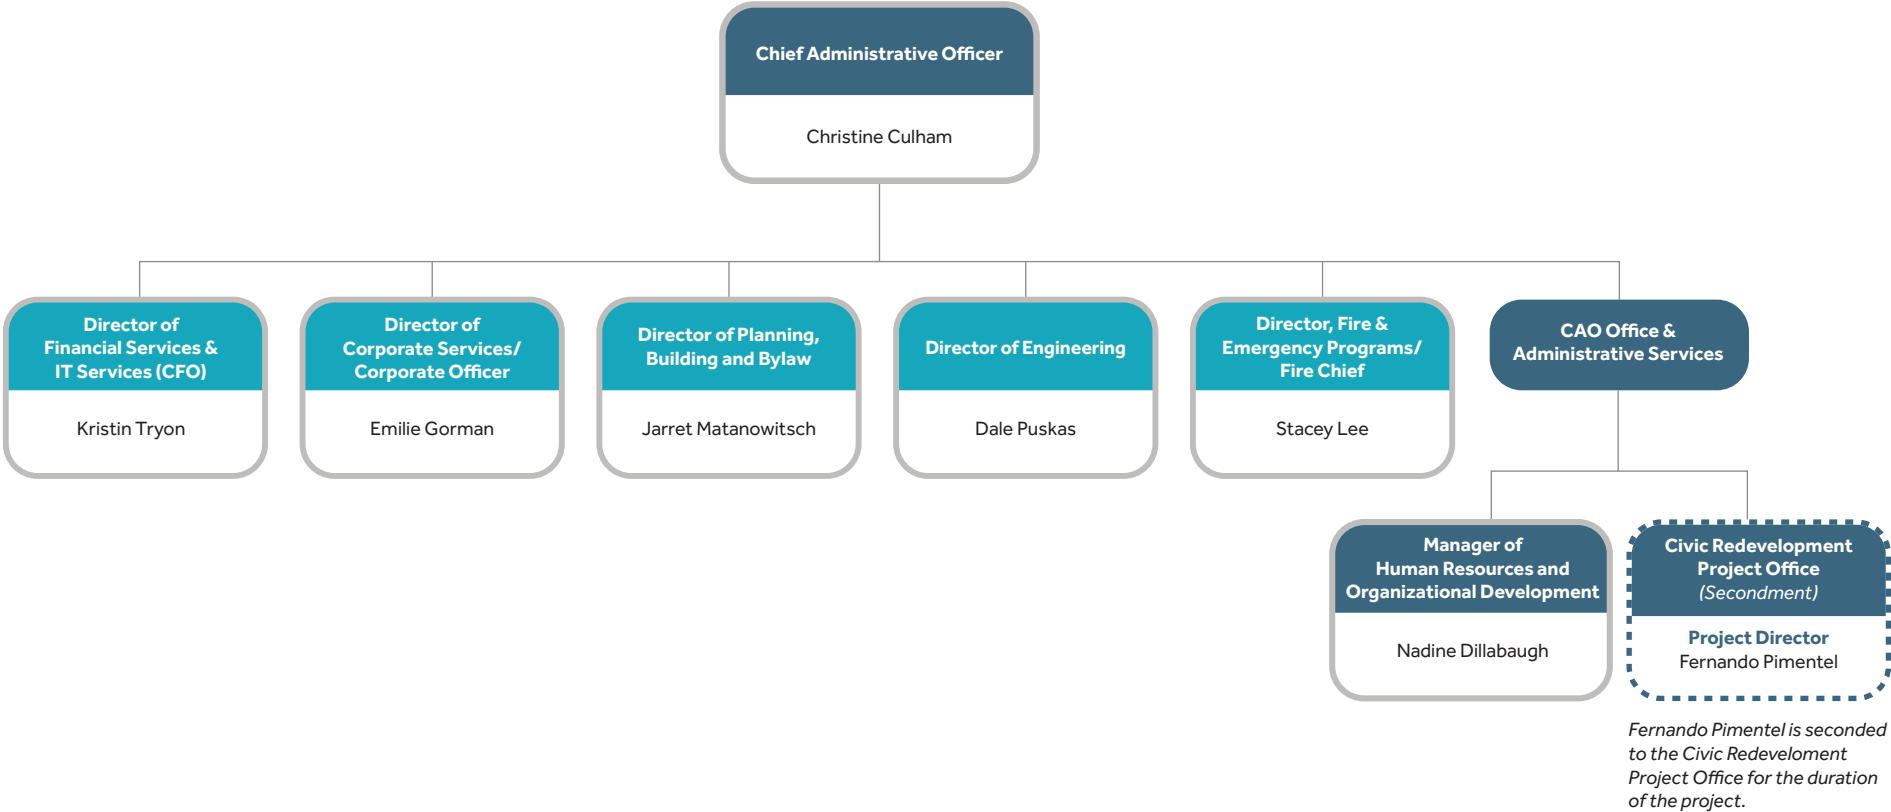 Chief Administrative Officer
Christine Culham
Director of
Financial Services &
IT Services (CFO)
Kristin Tryon
Director of
Corporate Services/
Corporate Officer
Emilie Gorman
Director of Planning,
Building and Bylaw
Jarret Matanowitsch
Director of Engineering
Dale Puskas
Director, Fire &
Emergency Programs/
Fire Chief
Stacey Lee
CAO Office &
Administrative Services
Manager of
Human Resources and
Organizational Development
Nadine Dillabaugh
Civic Redevelopment
Project Office
(Secondment)
Project Director
Fernando Pimentel
Fernando Pimentel is seconded
to the Civic Redeveloment
Project Office for the duration
of the project.